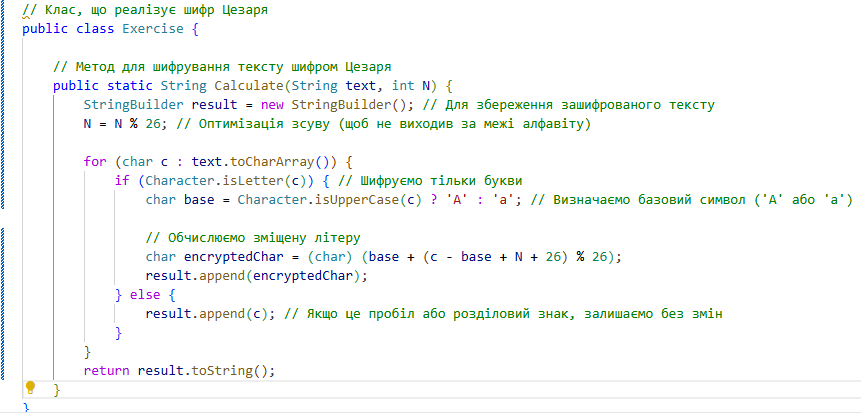 // Клас, що реалізує шифр Цезаря
public class Exercise {
// Метод для шифрування тексту шифром Цезаря
public static String Calculate(String text, int N) {
StringBuilder result = new StringBuilder(); // Для збереження зашифрованого тексту
N = N % 26; // Оптимізація зсуву (щоб не виходив за межі алфавіту)
for (char c : text.toCharArray()) {
if (Character.isLetter(c)) { // Шифруємо тільки букви
char base = Character.isUpperCase(c) ? 'A' : 'a'; // Визначаємо базовий символ ('A' або 'a')
// Обчислюємо зміщену літеру
char encryptedChar = (char) (base + (c - base + N + 26) % 26);
result.append(encryptedChar);
} else {
result.append(c); // Якщо це пробіл або розділовий знак, залишаємо без змін
}
}
return result.toString();
}
}